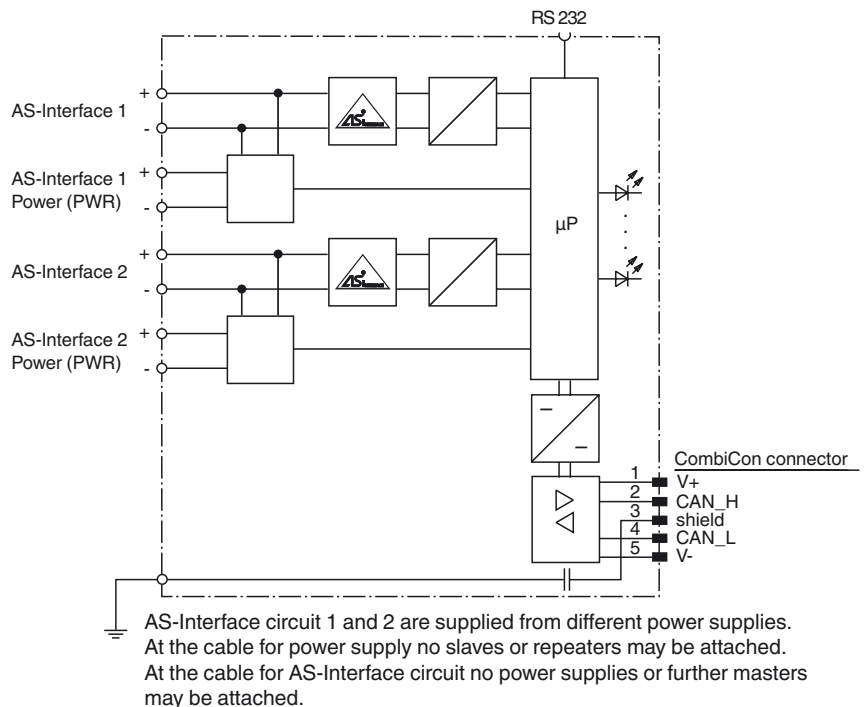 RS 232
AS-Interface 1
+
-
AS-Interface 1
Power (PWR)
+
-
AS-Interface 2
+
-
AS-Interface 2
Power (PWR)
+
-
µP
CombiCon connector
1 V+
2 CAN_H
3 shield
4 CAN_L
5 V-
AS-Interface circuit 1 and 2 are supplied from different power supplies.
At the cable for power supply no slaves or repeaters may be attached.
At the cable for AS-Interface circuit no power supplies or further masters
may be attached.